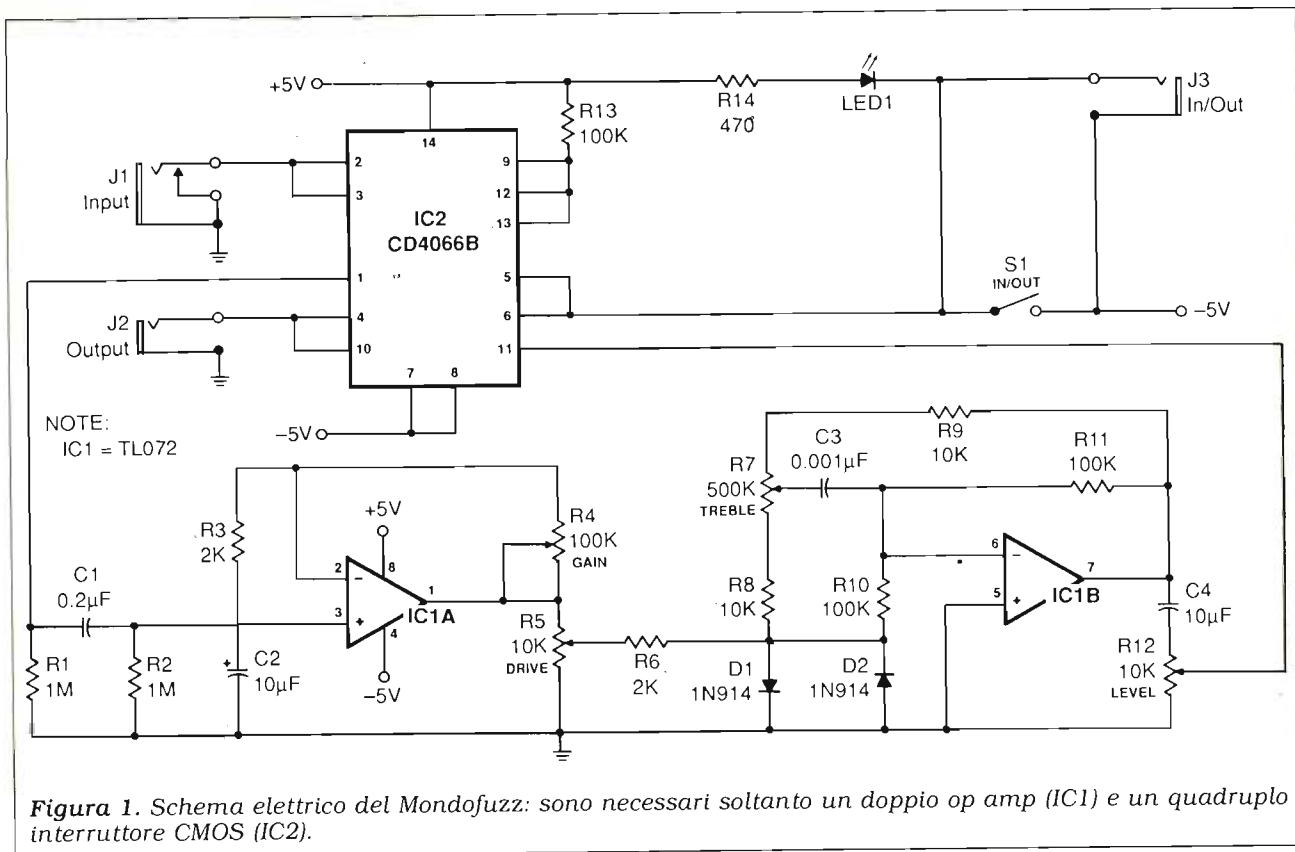 +5V
R14
470
LED1
J3
In/Out
R13
100K
14
J1
Input
2
3
9
12
13
IC2
CD4066B
1
5
6
S1
IN/OUT
-5V
J2
Output
4
10
11
7
8
NOTE:
IC1 = TL072
-5V
R9
10K
C3
0.001µF
R11
100K
R7
500K
TREBLE
R3
2K
+5V
8
R4
100K
GAIN
2
1
3
IC1A
4
-5V
C1
0.2µF
R8
10K
R10
100K
6
7
5
IC1B
C4
10µF
R5
10K
DRIVE
R6
2K
R1
1M
R2
1M
C2
10µF
+
D1
1N914
D2
1N914
R12
10K
LEVEL
Figura 1. Schema elettrico del Mondofuzz: sono necessari soltanto un doppio op amp (IC1) e un quadruplo
interruttore CMOS (IC2).